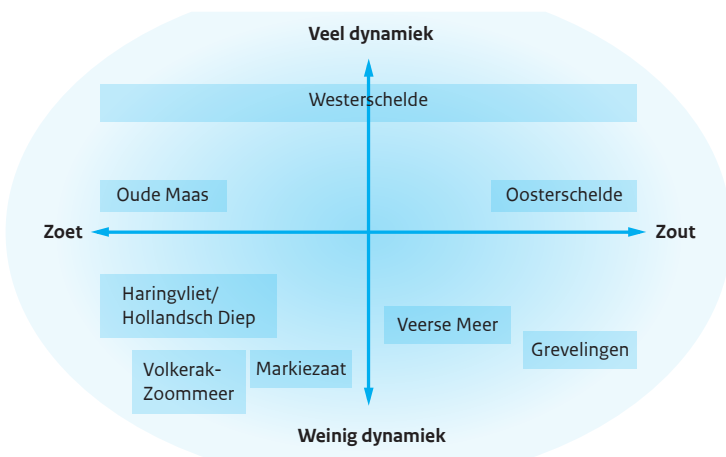 Veel dynamiek
Westerschelde
Oude Maas
Oosterschelde
Zoet
Zout
Haringvliet/
Hollandsch Diep
Veerse Meer
Grevelingen
Volkerak-
Zoommeer
Markiezaat
Weinig dynamiek